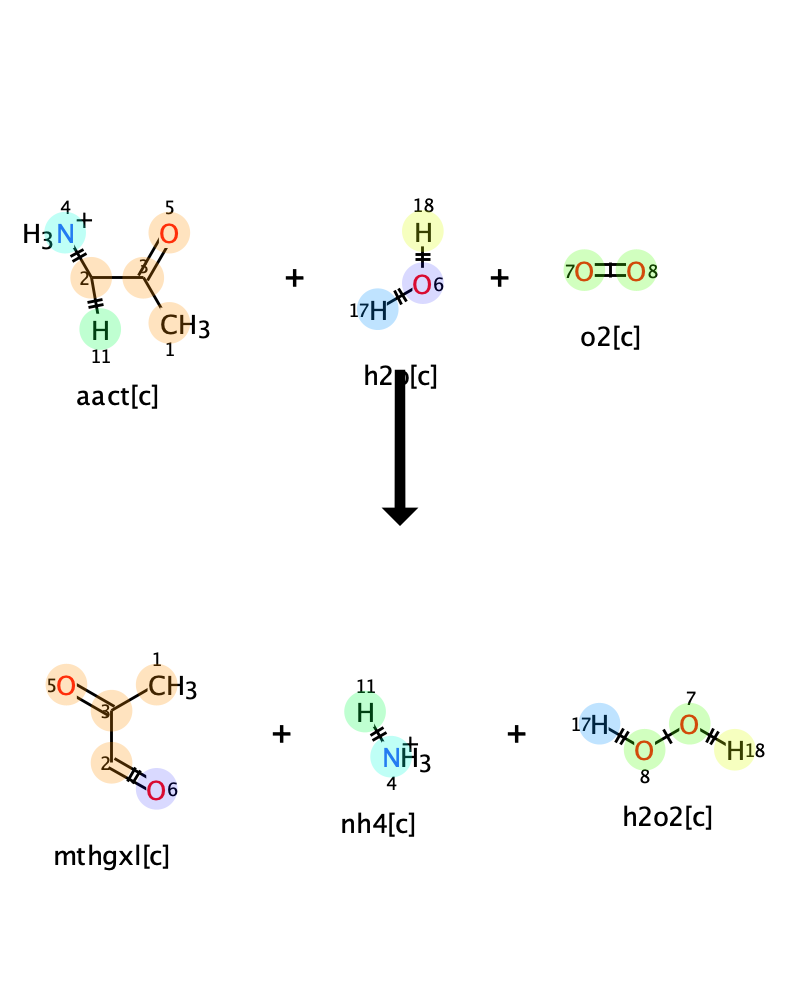 4
5
18
H3N+
O
H
2
3
+
+
7O
O8
17H
O6
H
CH3
11
1
o2[c]
aact[c]
h2o[c]
1
5O
CH3
11
7
3
H
17H
O
+
+
2
NH3+
O
H18
O6
4
8
nh4[c]
h2o2[c]
mthgxl[c]